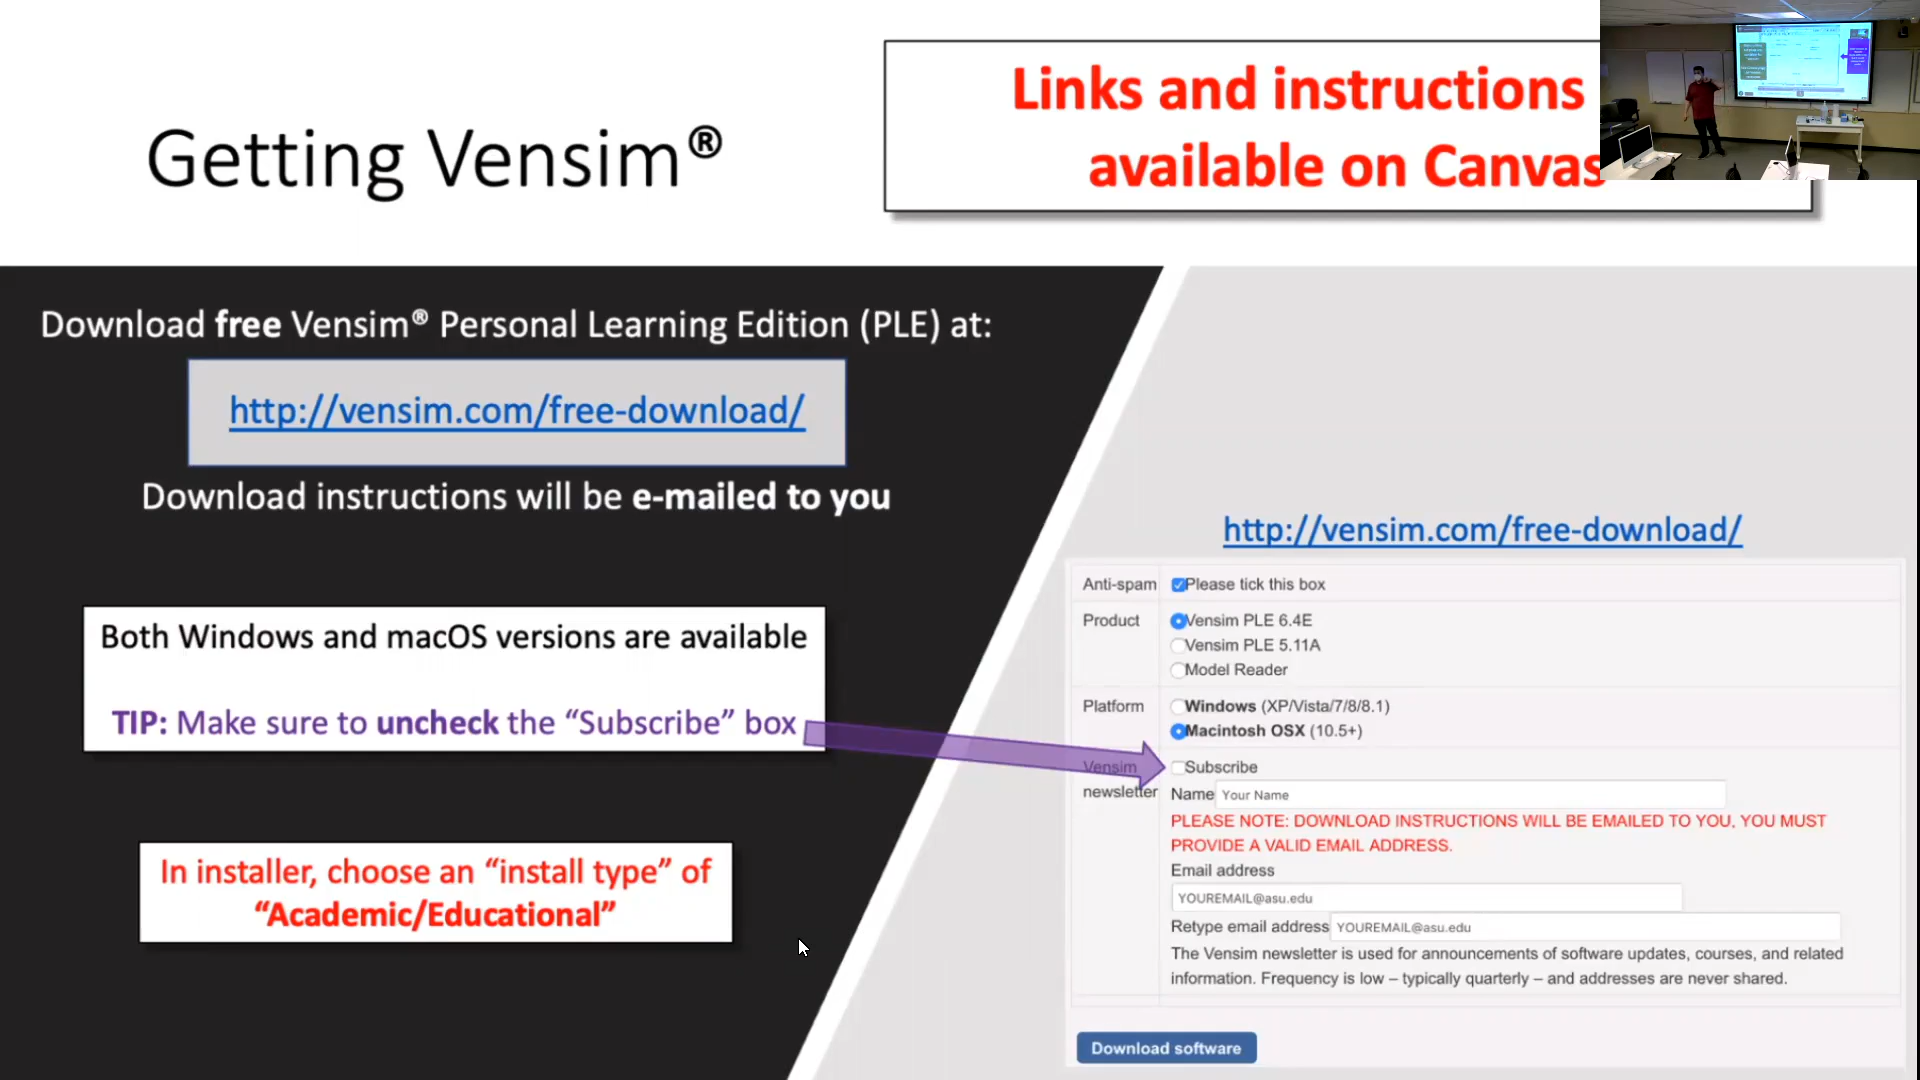 Getting Vensim®
Links and instructions
available on Canvas
Download free Vensim® Personal Learning Edition (PLE) at:
http://vensim.com/free-download/
Download instructions will be e-mailed to you
Both Windows and macOS versions are available
TIP: Make sure to uncheck the “Subscribe” box
In installer, choose an “install type” of
“Academic/Educational”
http://vensim.com/free-download/
Anti-spam Please tick this box
Product Vensim PLE 6.4E
Vensim PLE 5.11A
Model Reader
Platform Windows (XP/Vista/7/8/8.1)
Macintosh OSX (10.5+)
Vensim Subscribe
newsletter Name Your Name
PLEASE NOTE: DOWNLOAD INSTRUCTIONS WILL BE EMAILED TO YOU, YOU MUST
PROVIDE A VALID EMAIL ADDRESS.
Email address
YOUREMAIL@asu.edu
Retype email address YOUREMAIL@asu.edu
The Vensim newsletter is used for announcements of software updates, courses, and related
information. Frequency is low – typically quarterly – and addresses are never shared.
Download software